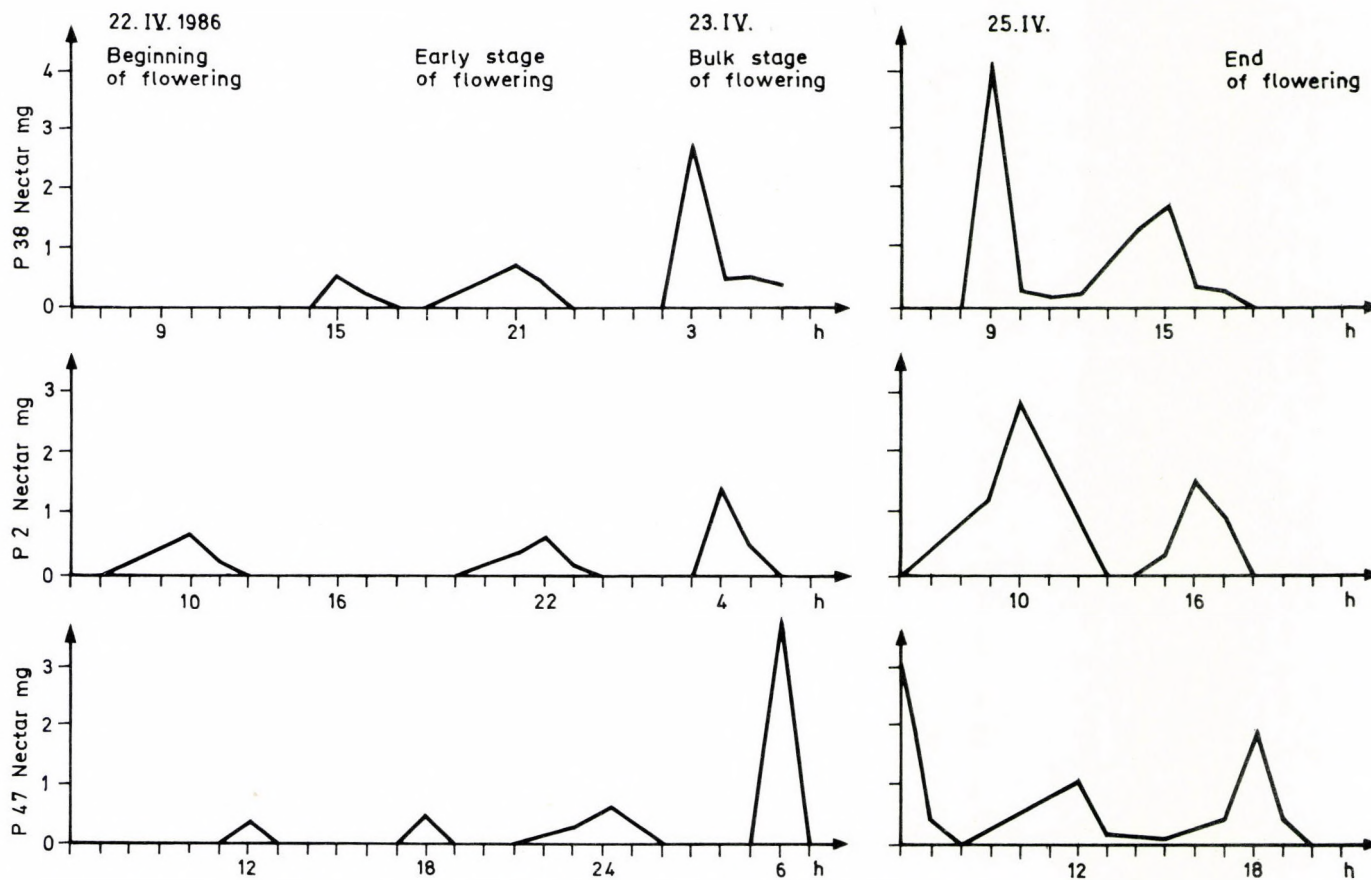 22. IV. 1986
Beginning
of flowering
Early stage
of flowering
23. IV.
Bulk stage
of flowering
25. IV.
End
of flowering
P 38 Nectar mg
4
3
2
1
0
9 15 21 3 h
9 15 h
P 2 Nectar mg
3
2
1
0
10 16 22 4 h
10 16 h
P 47 Nectar mg
3
2
1
0
12 18 24 6 h
12 18 h